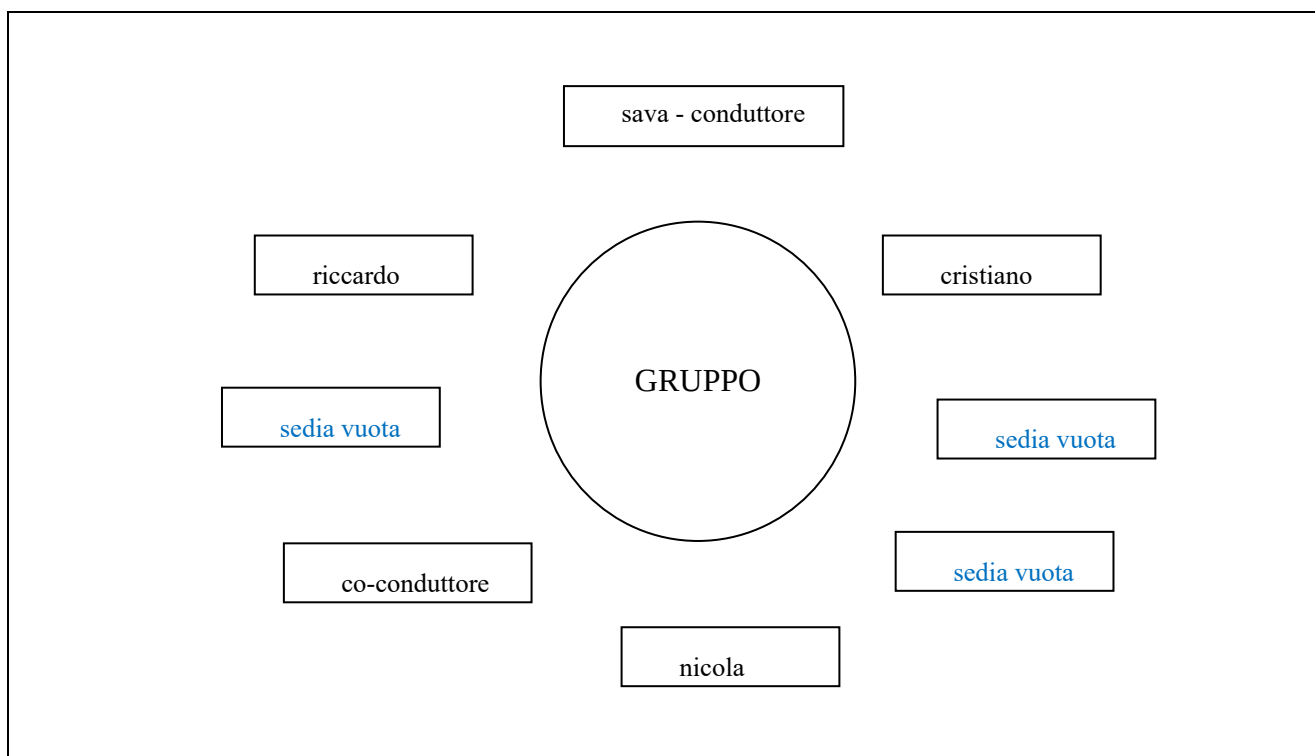 sava - conduttore
riccardo
cristiano
GRUPPO
sedia vuota
sedia vuota
sedia vuota
co-conduttore
nicola